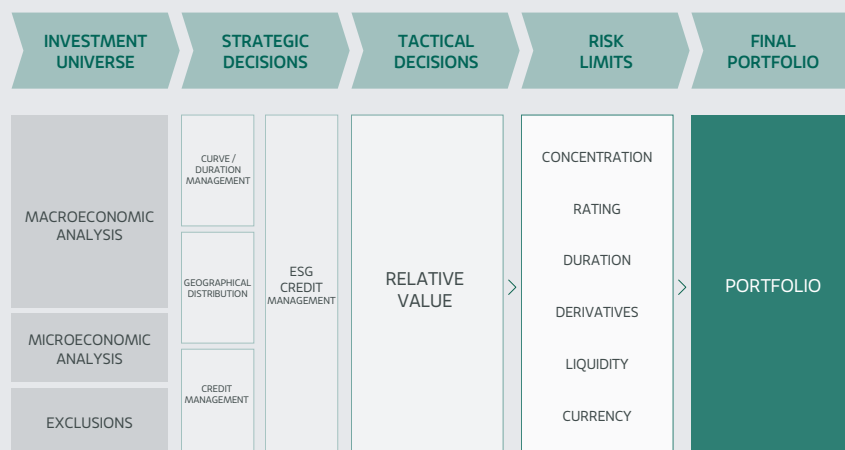 INVESTMENT
UNIVERSE
STRATEGIC
DECISIONS
TACTICAL
DECISIONS
RISK
LIMITS
FINAL
PORTFOLIO
MACROECONOMIC
ANALYSIS
MICROECONOMIC
ANALYSIS
EXCLUSIONS
CURVE /
DURATION
MANAGEMENT
GEOGRAPHICAL
DISTRIBUTION
CREDIT
MANAGEMENT
ESG
CREDIT
MANAGEMENT
RELATIVE
VALUE
CONCENTRATION
RATING
DURATION
DERIVATIVES
LIQUIDITY
CURRENCY
PORTFOLIO